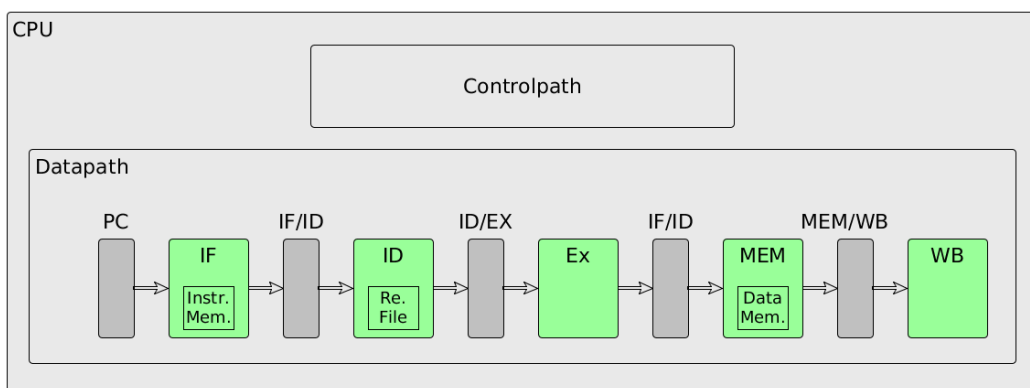 CPU
Controlpath
Datapath
PC
IF/ID
ID/EX
IF/ID
MEM/WB
IF
ID
Ex
MEM
WB
Instr.
Mem.
Re.
File
Data
Mem.